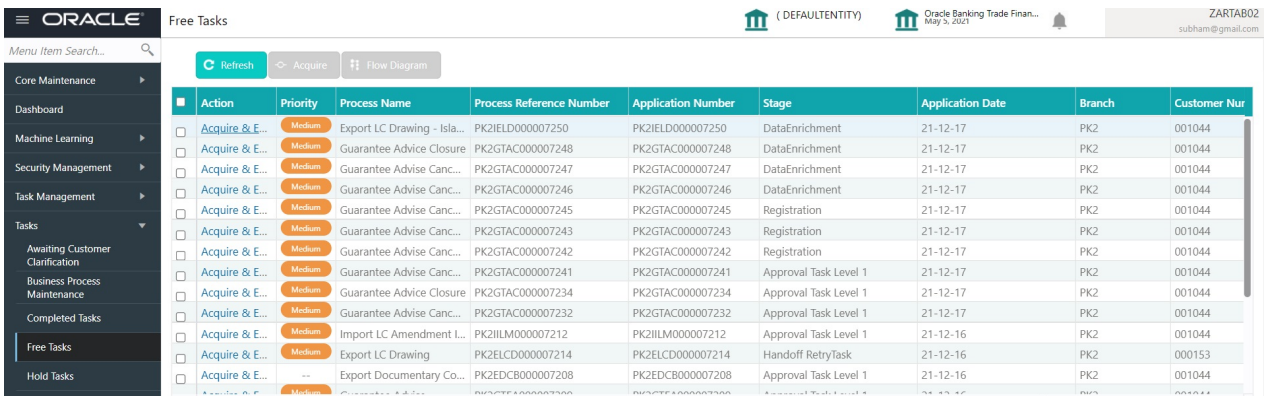 ORACLE
Free Tasks
( DEFAULTENTITY)
Oracle Banking Trade Finan...
May 5, 2021
ZARTAB02
subham@gmail.com
Menu Item Search...
Core Maintenance
Dashboard
Machine Learning
Security Management
Task Management
Tasks
Awaiting Customer
Clarification
Business Process
Maintenance
Completed Tasks
Free Tasks
Hold Tasks
Refresh Acquire Flow Diagram
Action Priority Process Name Process Reference Number Application Number Stage Application Date Branch Customer Nur
Acquire & E... Medium Export LC Drawing - Isla... PK2IELD000007250 PK2IELD000007250 DataEnrichment 21-12-17 PK2 001044
Acquire & E... Medium Guarantee Advice Closure PK2GTAC000007248 PK2GTAC000007248 DataEnrichment 21-12-17 PK2 001044
Acquire & E... Medium Guarantee Advise Canc... PK2GTAC000007247 PK2GTAC000007247 DataEnrichment 21-12-17 PK2 001044
Acquire & E... Medium Guarantee Advise Canc... PK2GTAC000007246 PK2GTAC000007246 DataEnrichment 21-12-17 PK2 001044
Acquire & E... Medium Guarantee Advise Canc... PK2GTAC000007245 PK2GTAC000007245 Registration 21-12-17 PK2 001044
Acquire & E... Medium Guarantee Advise Canc... PK2GTAC000007243 PK2GTAC000007243 Registration 21-12-17 PK2 001044
Acquire & E... Medium Guarantee Advise Canc... PK2GTAC000007242 PK2GTAC000007242 Registration 21-12-17 PK2 001044
Acquire & E... Medium Guarantee Advise Canc... PK2GTAC000007241 PK2GTAC000007241 Approval Task Level 1 21-12-17 PK2 001044
Acquire & E... Medium Guarantee Advice Closure PK2GTAC000007234 PK2GTAC000007234 Approval Task Level 1 21-12-17 PK2 001044
Acquire & E... Medium Guarantee Advise Canc... PK2GTAC000007232 PK2GTAC000007232 Approval Task Level 1 21-12-17 PK2 001044
Acquire & E... Medium Import LC Amendment I... PK2IILM000007212 PK2IILM000007212 Approval Task Level 1 21-12-16 PK2 001044
Acquire & E... Medium Export LC Drawing PK2ELCD000007214 PK2ELCD000007214 Handoff RetryTask 21-12-16 PK2 000153
Acquire & E... -- Export Documentary Co... PK2EDCB000007208 PK2EDCB000007208 Approval Task Level 1 21-12-16 PK2 001044